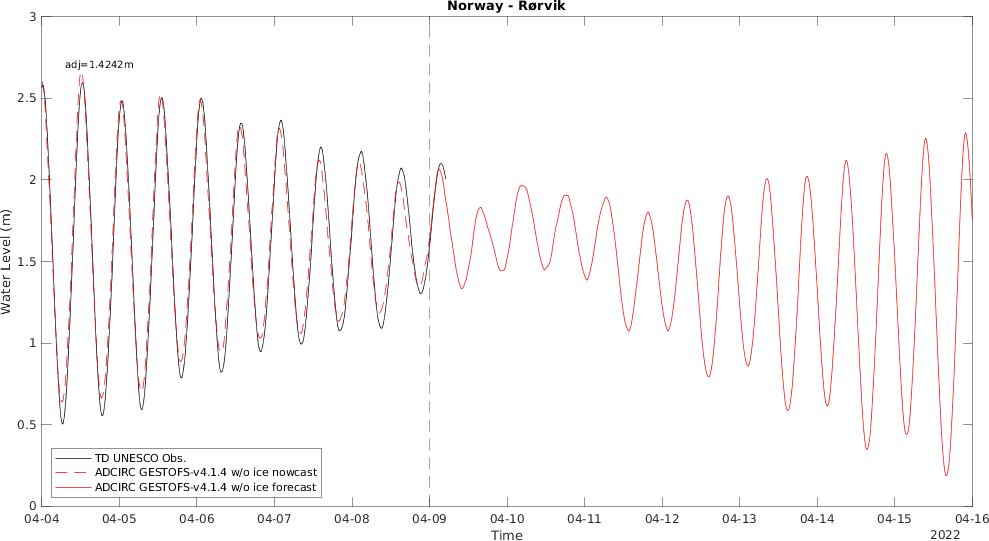 Norway - Rørvik
adj=1.4242m
3
2.5
2
1.5
1
0.5
0
Water Level (m)
TD UNESCO Obs.
ADCIRC GESTOFS-v4.1.4 w/o ice nowcast
ADCIRC GESTOFS-v4.1.4 w/o ice forecast
04-04 04-05 04-06 04-07 04-08 04-09 04-10 04-11 04-12 04-13 04-14 04-15 04-16
Time
2022